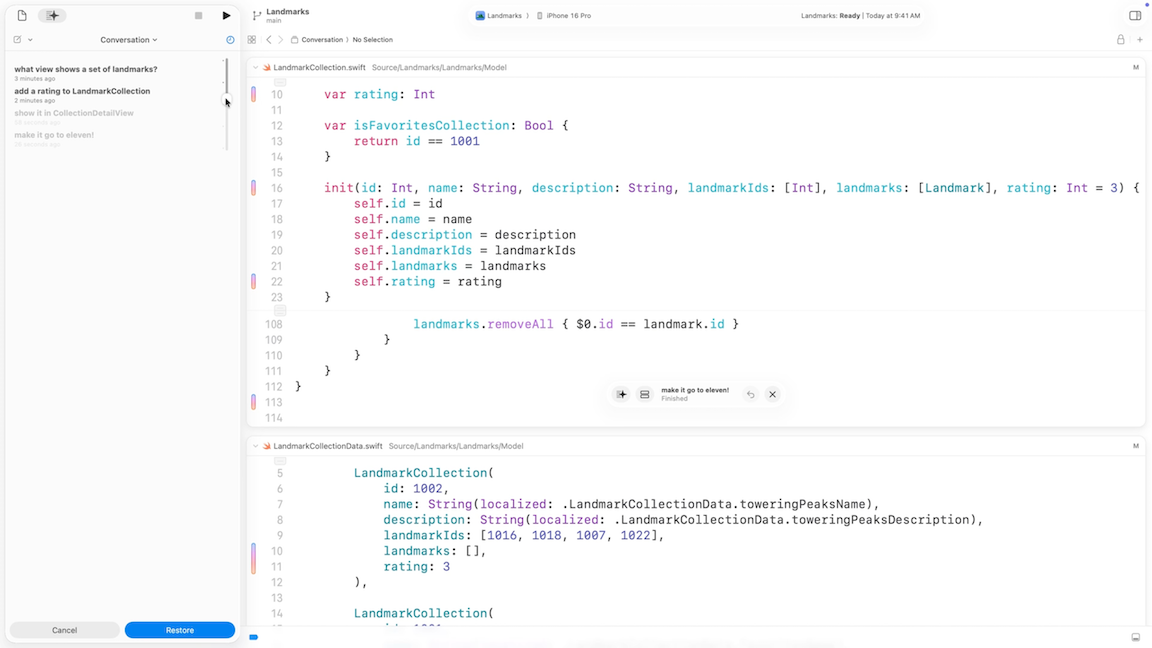 Landmarks
main
Landmarks
iPhone 16 Pro
Landmarks: Ready | Today at 9:41 AM
Conversation
Conversation
No Selection
what view shows a set of landmarks?
3 minutes ago
add a rating to LandmarkCollection
2 minutes ago
show it in CollectionDetailView
make it go to eleven!
Cancel
Restore
LandmarkCollection.swift Source/Landmarks/Landmarks/Model
M
10 var rating: Int
11
12 var isFavoritesCollection: Bool {
13 return id == 1001
14 }
15
16 init(id: Int, name: String, description: String, landmarkIds: [Int], landmarks: [Landmark], rating: Int = 3) {
17 self.id = id
18 self.name = name
19 self.description = description
20 self.landmarkIds = landmarkIds
21 self.landmarks = landmarks
22 self.rating = rating
23 }
108 landmarks.removeAll { $0.id == landmark.id }
109 }
110 }
111 }
112 }
113
114
make it go to eleven!
Finished
LandmarkCollectionData.swift Source/Landmarks/Landmarks/Model
M
5 LandmarkCollection(
6 id: 1002,
7 name: String(localized: .LandmarkCollectionData.toweringPeaksName),
8 description: String(localized: .LandmarkCollectionData.toweringPeaksDescription),
9 landmarkIds: [1016, 1018, 1007, 1022],
10 landmarks: [],
11 rating: 3
12 ),
13
14 LandmarkCollection(